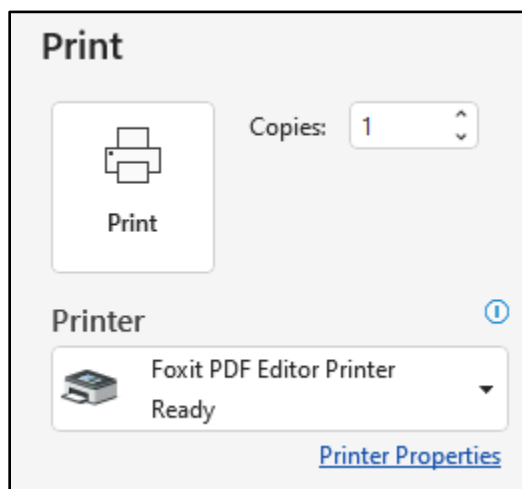 Print
Copies: 1
Print
Printer
Foxit PDF Editor Printer
Ready
Printer Properties